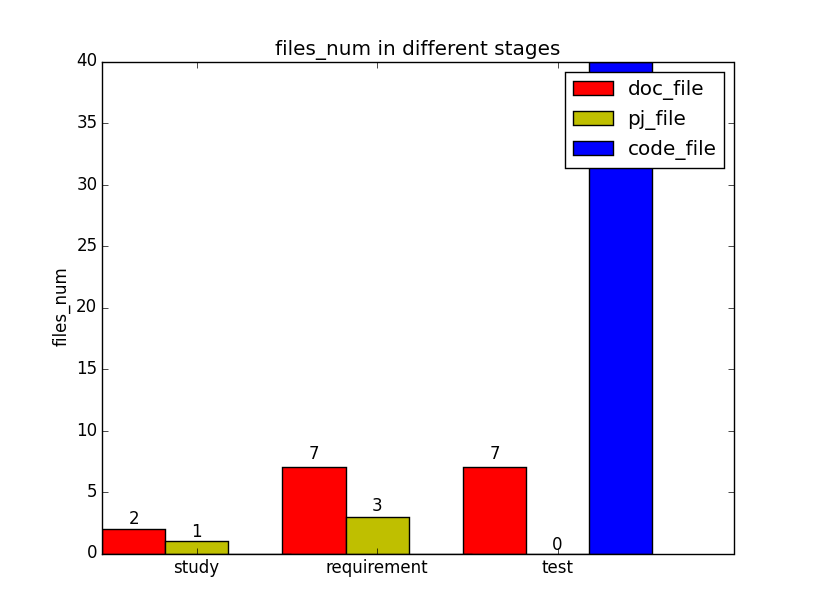 files_num in different stages
40
35
30
25
20
15
10
5
0
files_num
doc_file
pj_file
code_file
2
1
7
3
7
0
study
requirement
test